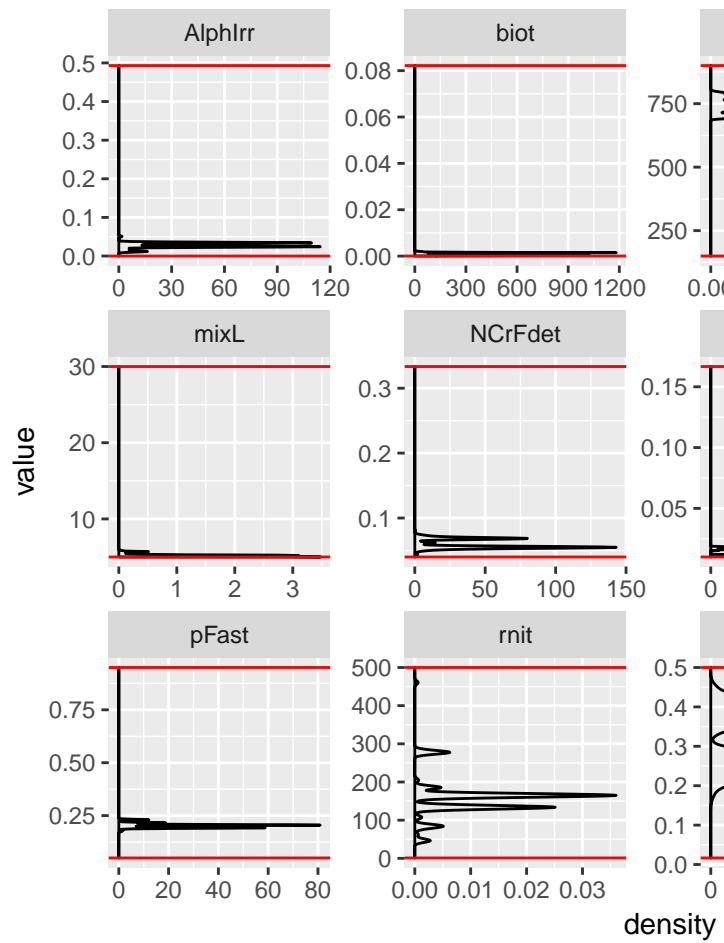 AlphIrr biot
0.5 0.4 0.3 0.2 0.1 0.0
0.08 0.06 0.04 0.02 0.00
750 500 250
0 30 60 90 120 0 300 600 900 1200 0.00
mixL NCrFdet
30 20 10
0.3 0.2 0.1
0.15 0.10 0.05
0 1 2 3 0 50 100 150 0
pFast rnit
0.75 0.50 0.25
500 400 300 200 100 0
0.5 0.4 0.3 0.2 0.1 0.0
0 20 40 60 80 0.00 0.01 0.02 0.03 0
value
density